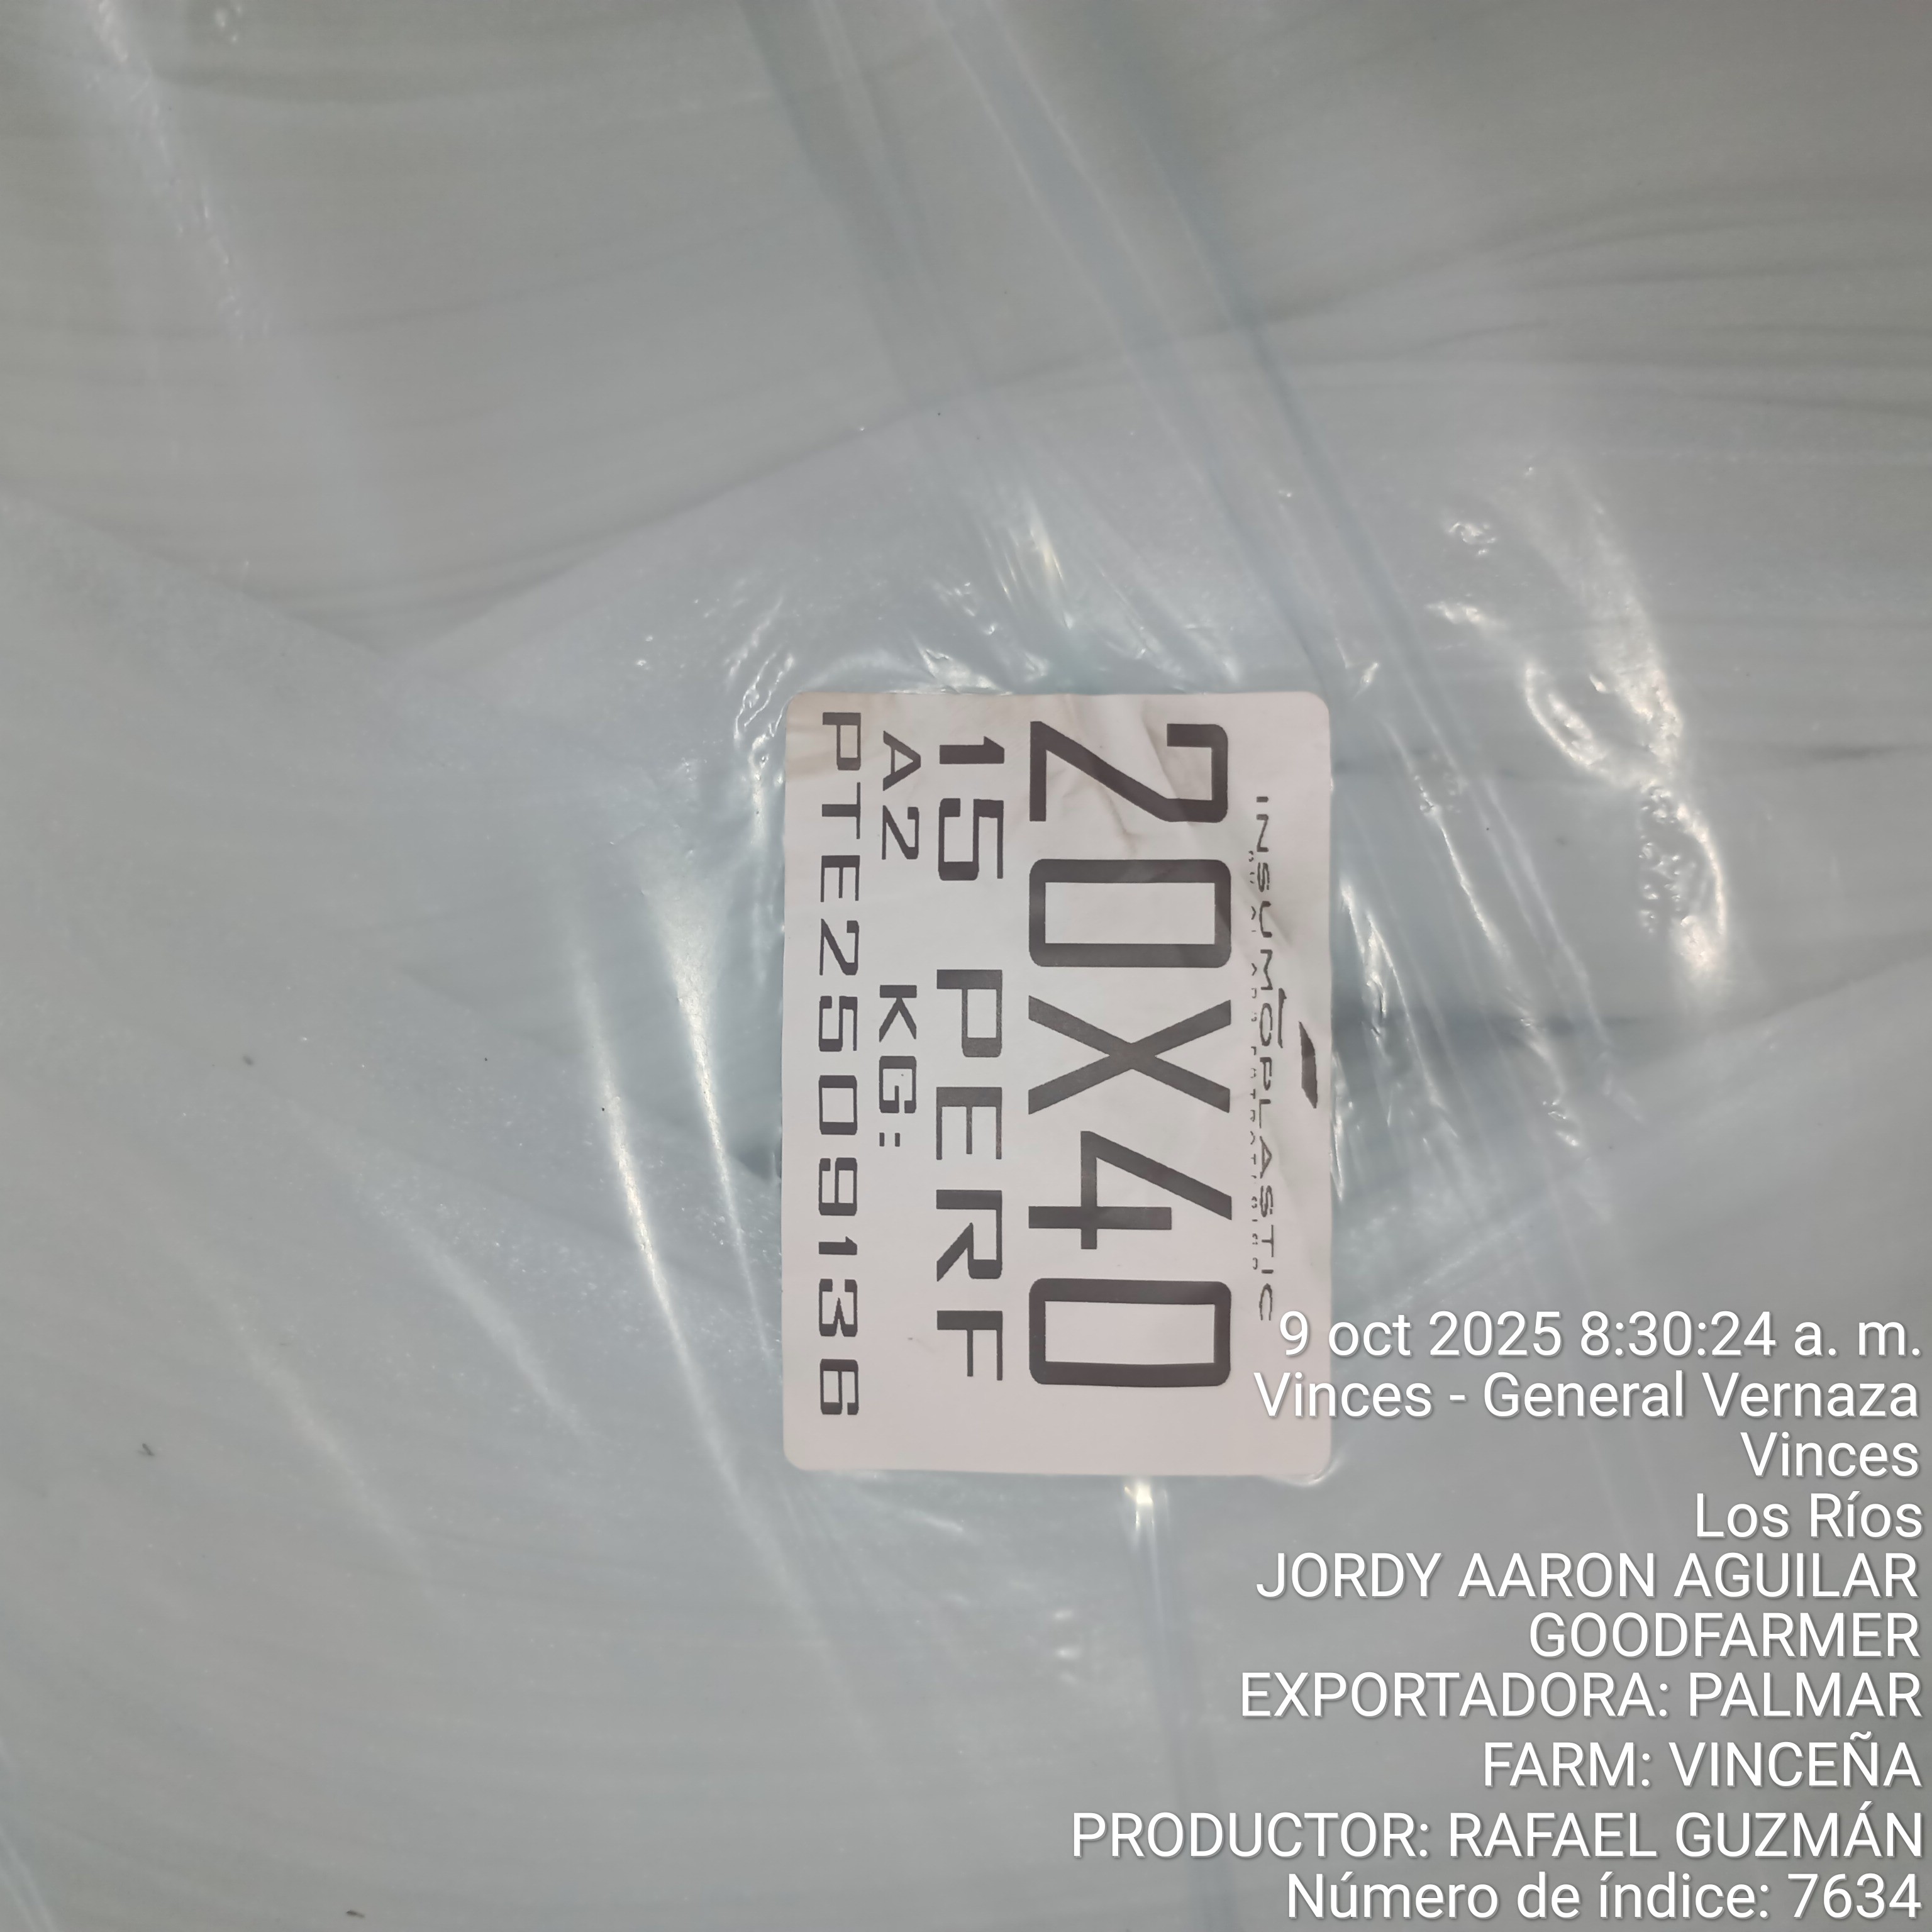 INSUMOPLASTIC
20X40
15 PERF
A2 KG:
PTE2509136
9 oct 2025 8:30:24 a. m.
Vinces - General Vernaza
Vinces
Los Ríos
JORDY AARON AGUILAR
GOODFARMER
EXPORTADORA: PALMAR
FARM: VINCEÑA
PRODUCTOR: RAFAEL GUZMÁN
Número de índice: 7634